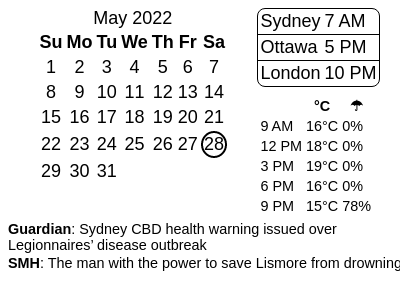 May 2022
Su Mo Tu We Th Fr Sa
1 2 3 4 5 6 7
8 9 10 11 12 13 14
15 16 17 18 19 20 21
22 23 24 25 26 27 28
29 30 31
Sydney 7 AM
Ottawa 5 PM
London 10 PM
°C ☂
9 AM 16°C 0%
12 PM 18°C 0%
3 PM 19°C 0%
6 PM 16°C 0%
9 PM 15°C 78%
Guardian: Sydney CBD health warning issued over
Legionnaires’ disease outbreak
SMH: The man with the power to save Lismore from drowning